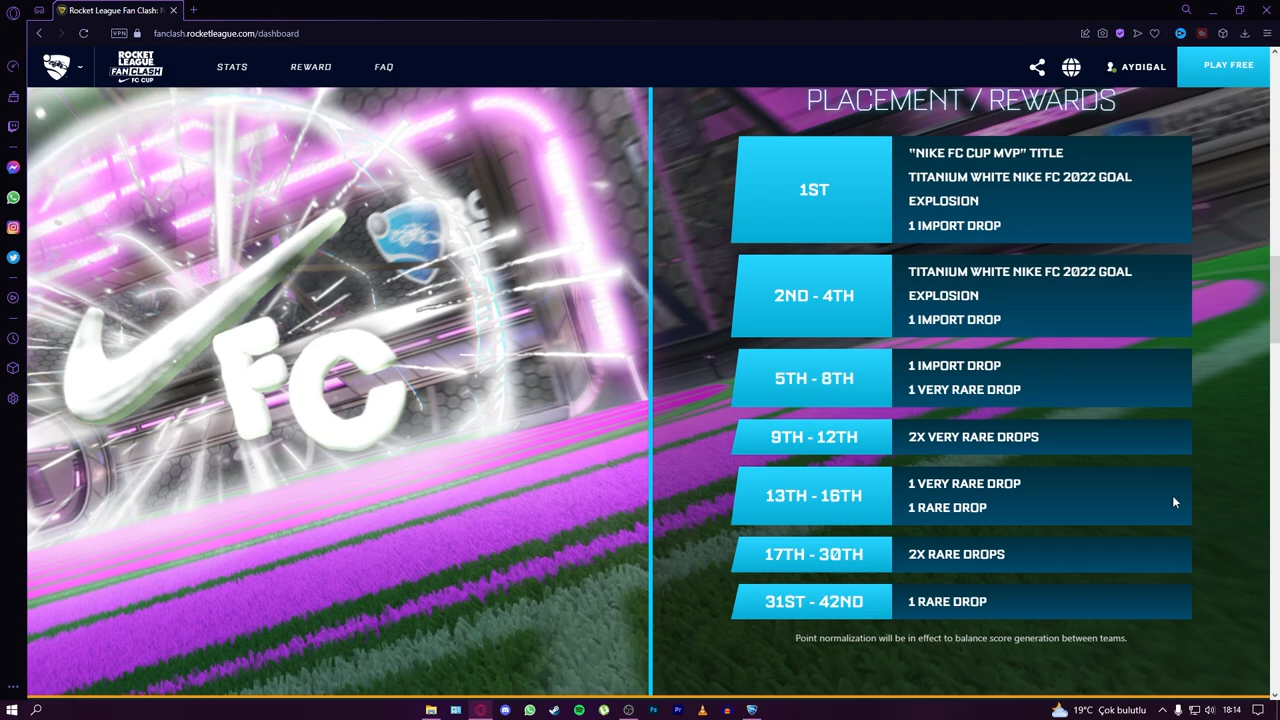 Rocket League Fan Clash:
VPN
fanclash.rocketleague.com/dashboard
ROCKET
LEAGUE
FAN CLASH
FC CUP
STATS
REWARD
FAQ
AYDIGAL
PLAY FREE
PLACEMENT / REWARDS
1ST
"NIKE FC CUP MVP" TITLE
TITANIUM WHITE NIKE FC 2022 GOAL
EXPLOSION
1 IMPORT DROP
2ND - 4TH
TITANIUM WHITE NIKE FC 2022 GOAL
EXPLOSION
1 IMPORT DROP
5TH - 8TH
1 IMPORT DROP
1 VERY RARE DROP
9TH - 12TH
2X VERY RARE DROPS
13TH - 16TH
1 VERY RARE DROP
1 RARE DROP
17TH - 30TH
2X RARE DROPS
31ST - 42ND
1 RARE DROP
Point normalization will be in effect to balance score generation between teams.
FC
19°C Çok bulutlu
18:14